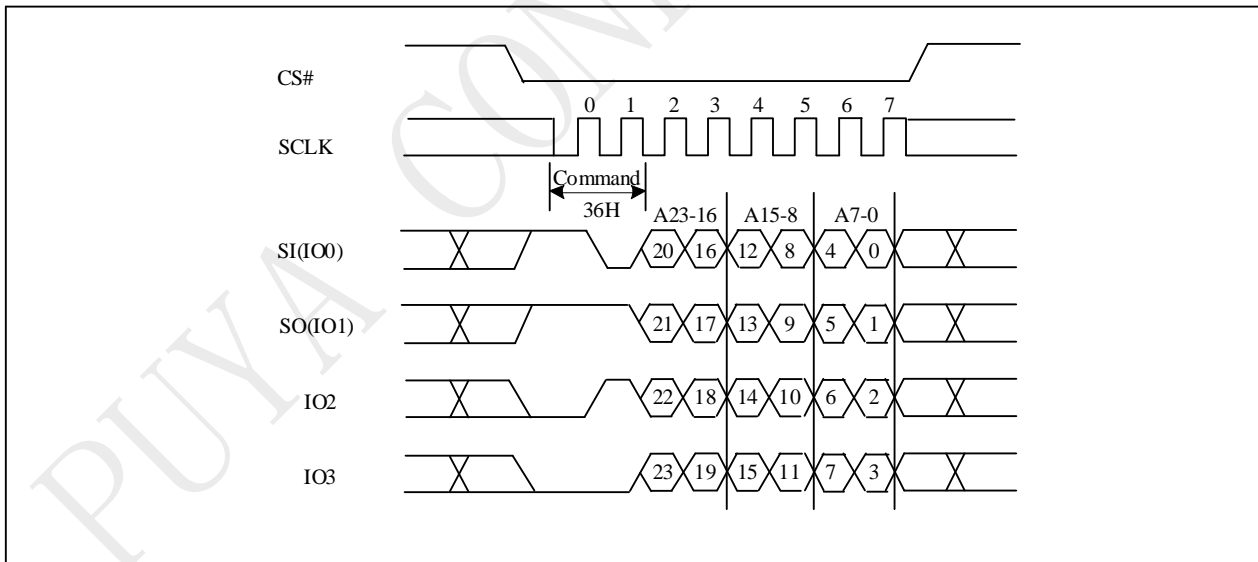 PUYA CONF
CS#
0 1 2 3 4 5 6 7
SCLK
Command
36H
A23-16 A15-8 A7-0
SI(IO0) 20 16 12 8 4 0
SO(IO1) 21 17 13 9 5 1
IO2 22 18 14 10 6 2
IO3 23 19 15 11 7 3